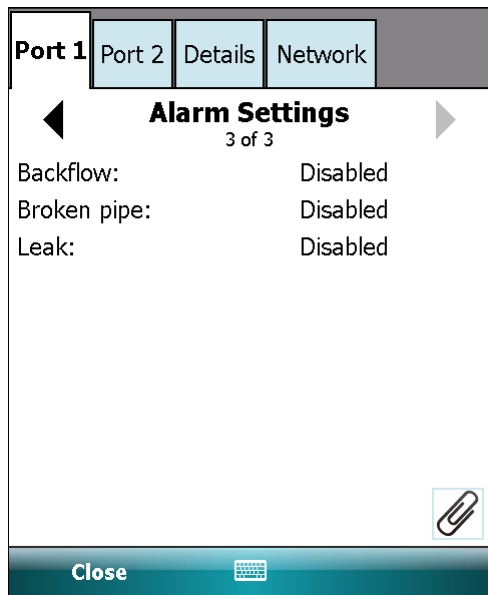 Port 1 Port 2 Details Network
Alarm Settings
3 of 3
Backflow: Disabled
Broken pipe: Disabled
Leak: Disabled
Close